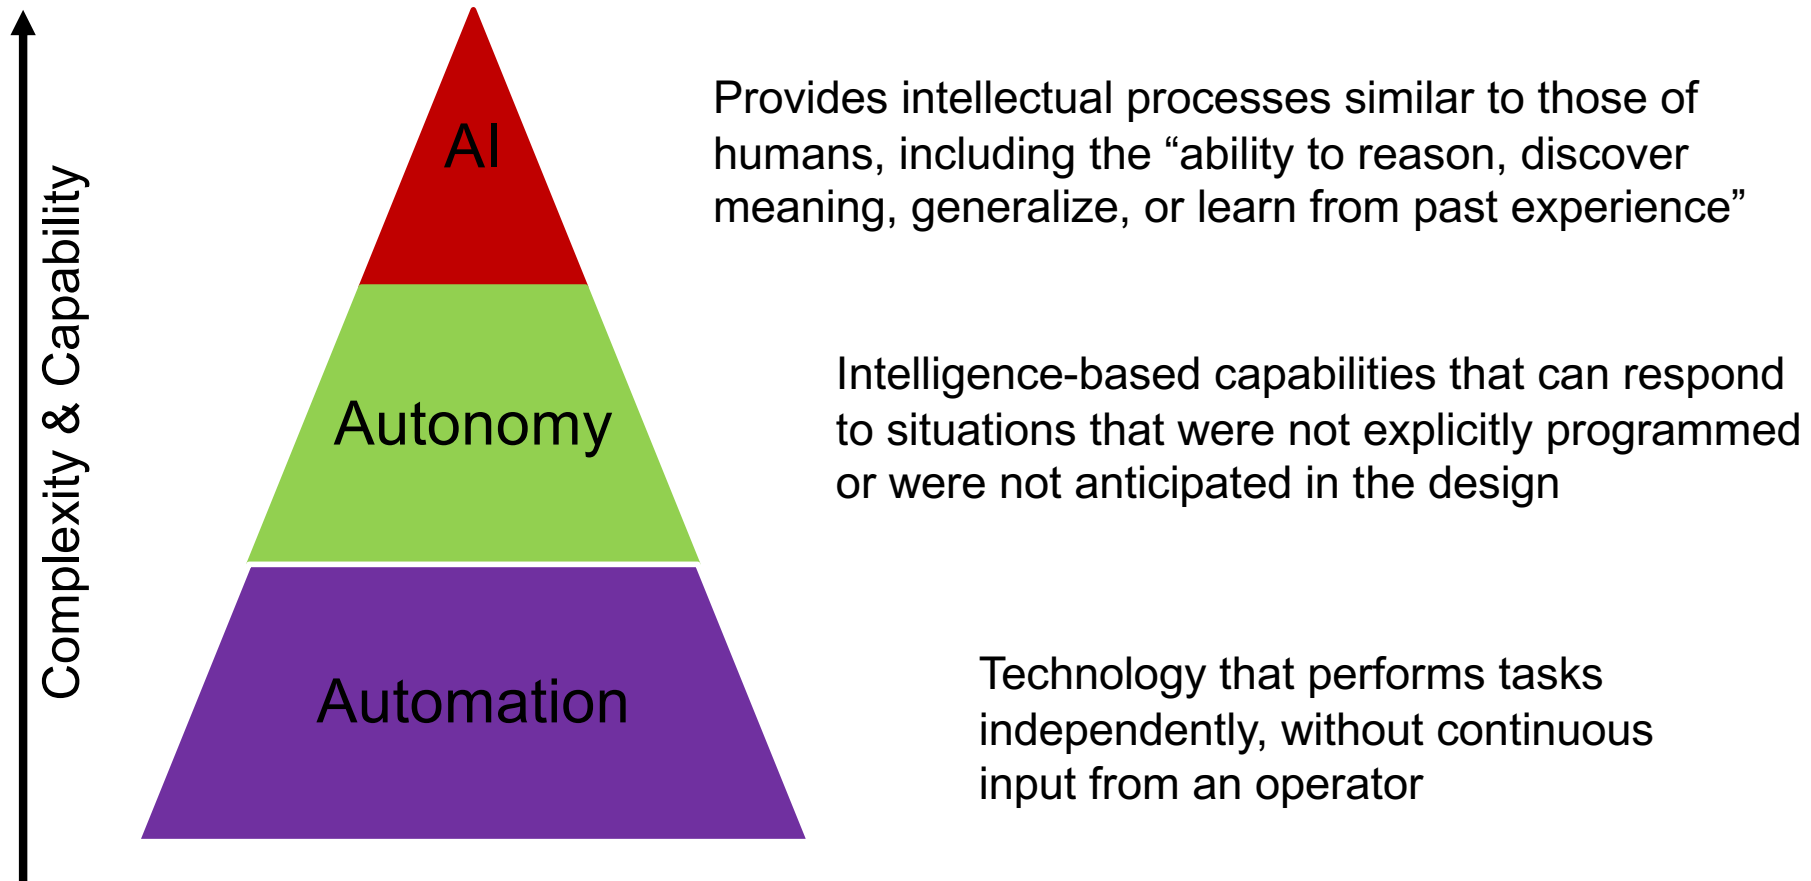 Complexity & Capability
AI
Provides intellectual processes similar to those of
humans, including the “ability to reason, discover
meaning, generalize, or learn from past experience”
Autonomy
Intelligence-based capabilities that can respond
to situations that were not explicitly programmed
or were not anticipated in the design
Automation
Technology that performs tasks
independently, without continuous
input from an operator